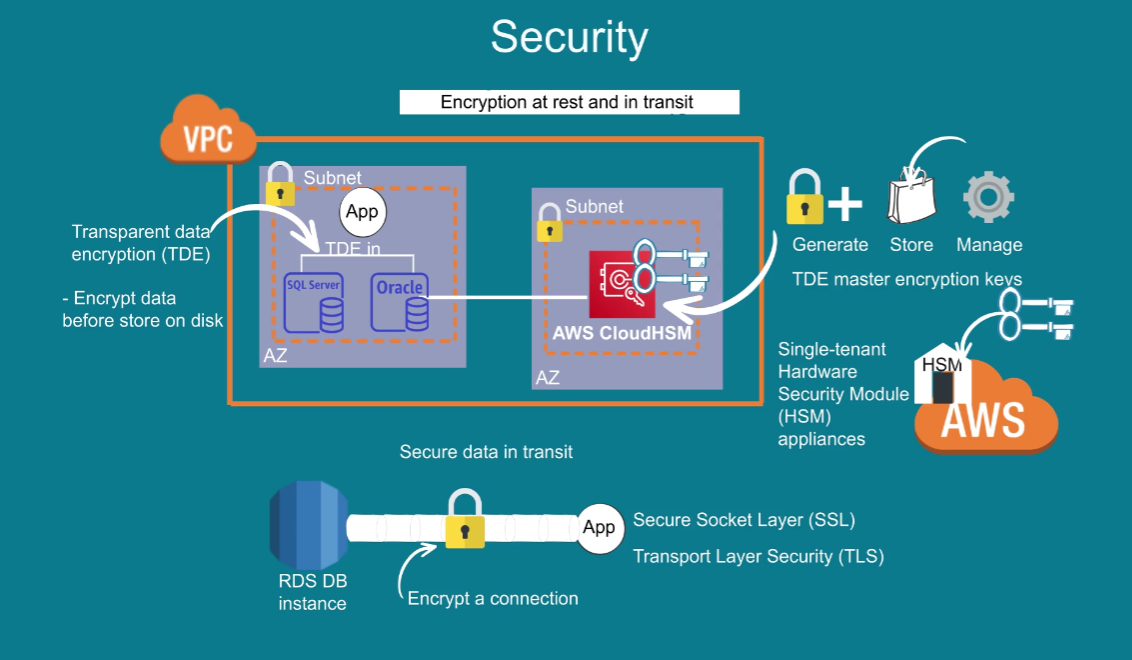 Security
Encryption at rest and in transit
VPC
Subnet
App
TDE in
SQL Server
Oracle
AZ
Transparent data
encryption (TDE)
- Encrypt data
before store on disk
Subnet
AWS CloudHSM
AZ
Generate
Store
Manage
TDE master encryption keys
Single-tenant
Hardware
Security Module
(HSM)
appliances
HSM
AWS
Secure data in transit
RDS DB
instance
App
Secure Socket Layer (SSL)
Transport Layer Security (TLS)
Encrypt a connection